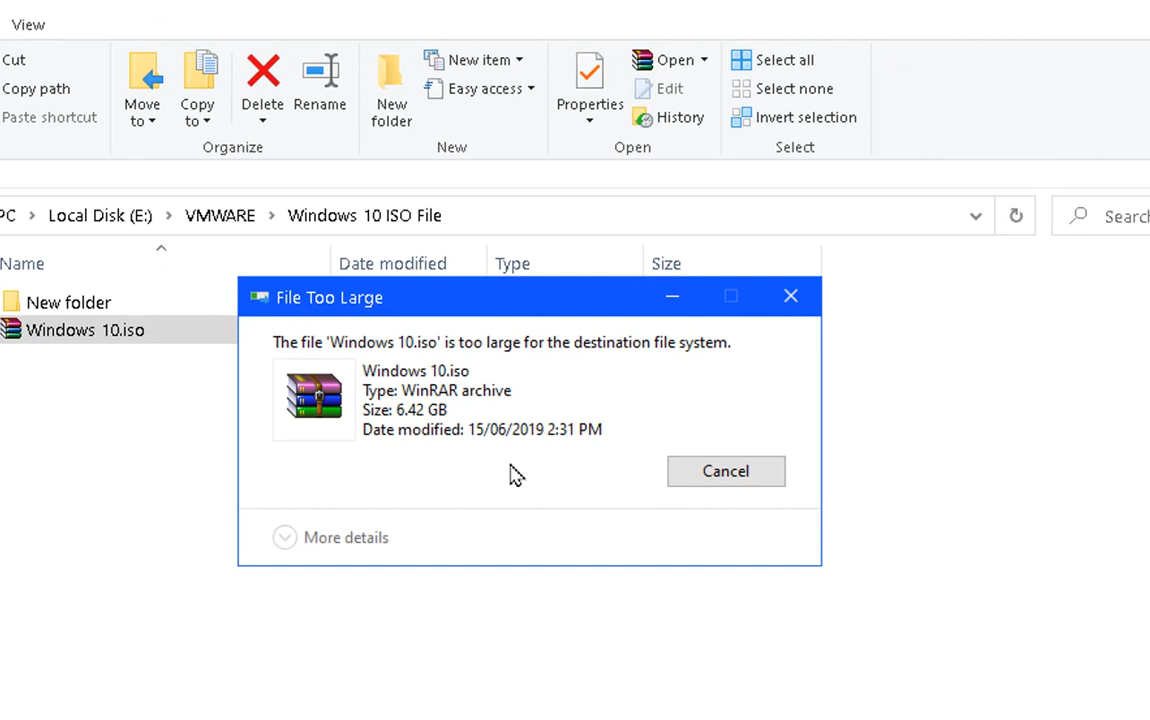 View
Cut
Copy path
Paste shortcut
Move to
Copy to
Delete
Rename
Organize
New folder
New item
Easy access
New
Properties
Open
Edit
History
Open
Select all
Select none
Invert selection
Select
PC > Local Disk (E:) > VMWARE > Windows 10 ISO File
Search
Name Date modified Type Size
New folder
Windows 10.iso
File Too Large
The file 'Windows 10.iso' is too large for the destination file system.
Windows 10.iso
Type: WinRAR archive
Size: 6.42 GB
Date modified: 15/06/2019 2:31 PM
Cancel
More details